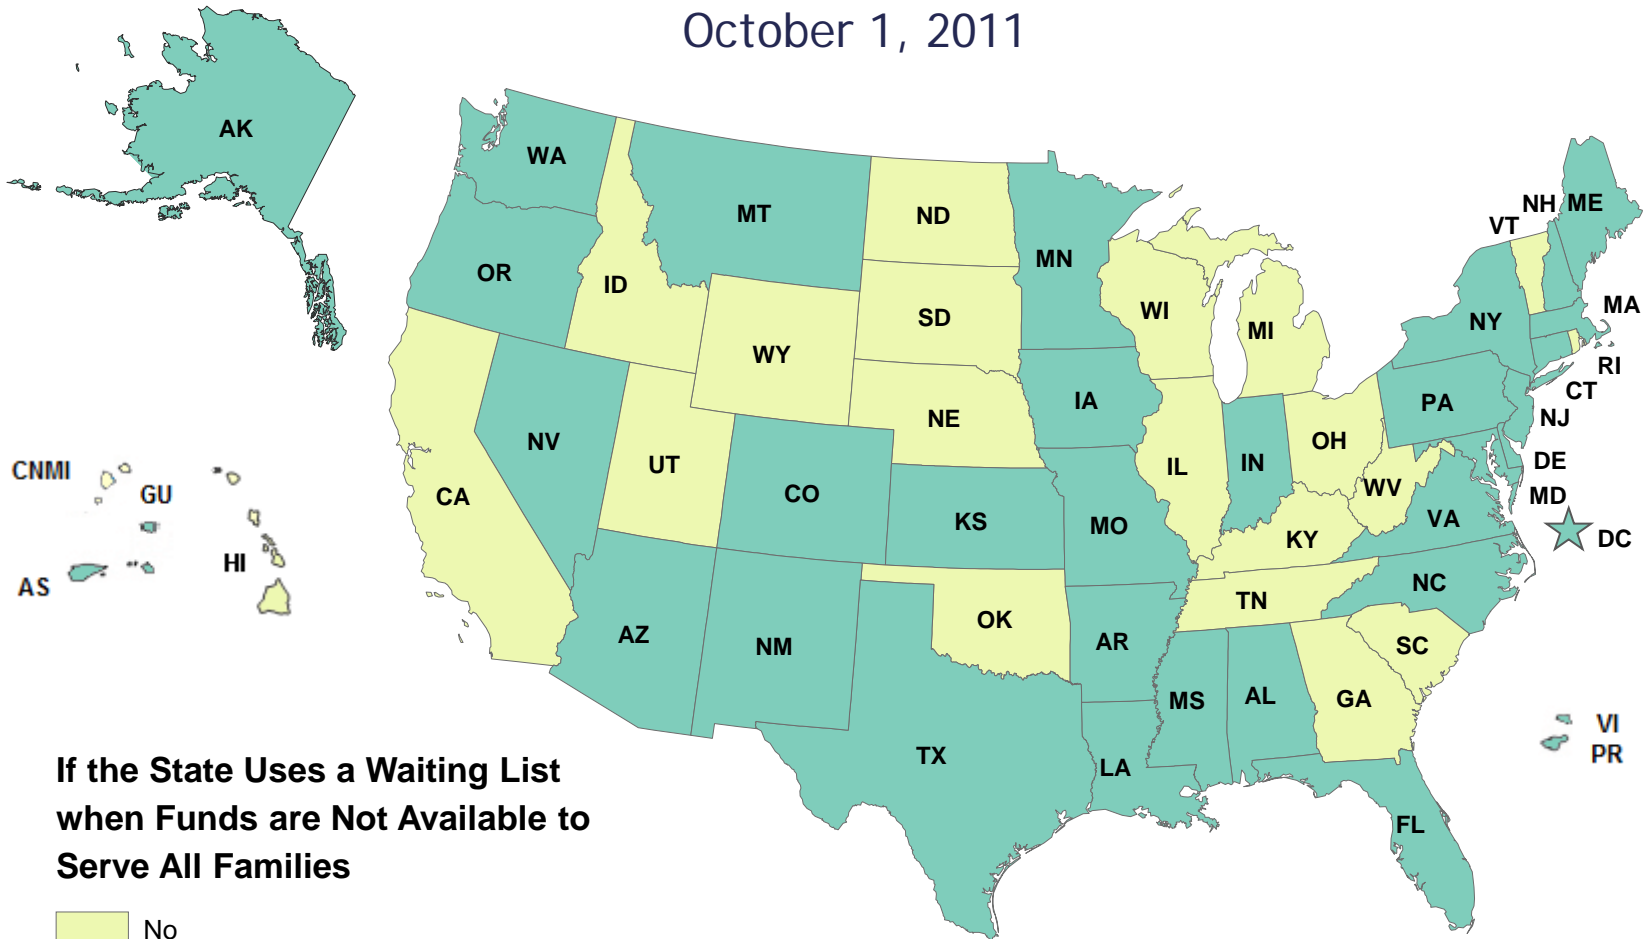 October 1, 2011
AK
WA
MT
ND
MN
OR
ID
SD
WI
MI
WY
NE
IA
NV
UT
CO
CA
KS
MO
IL
IN
OH
KY
WV
VA
PA
NY
VT
NH
ME
MA
RI
CT
NJ
DE
MD
DC
NC
TN
SC
GA
AL
MS
AR
OK
LA
TX
NM
AZ
FL
CNMI
GU
AS
HI
VI
PR
If the State Uses a Waiting List
when Funds are Not Available to
Serve All Families
No